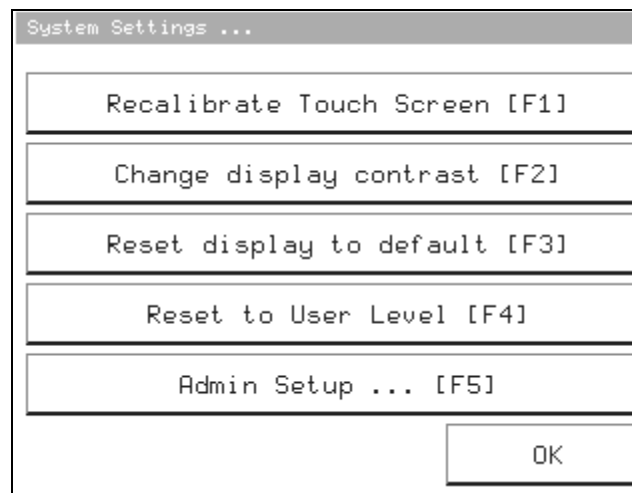 System Settings ...
Recalibrate Touch Screen [F1]
Change display contrast [F2]
Reset display to default [F3]
Reset to User Level [F4]
Admin Setup ... [F5]
OK